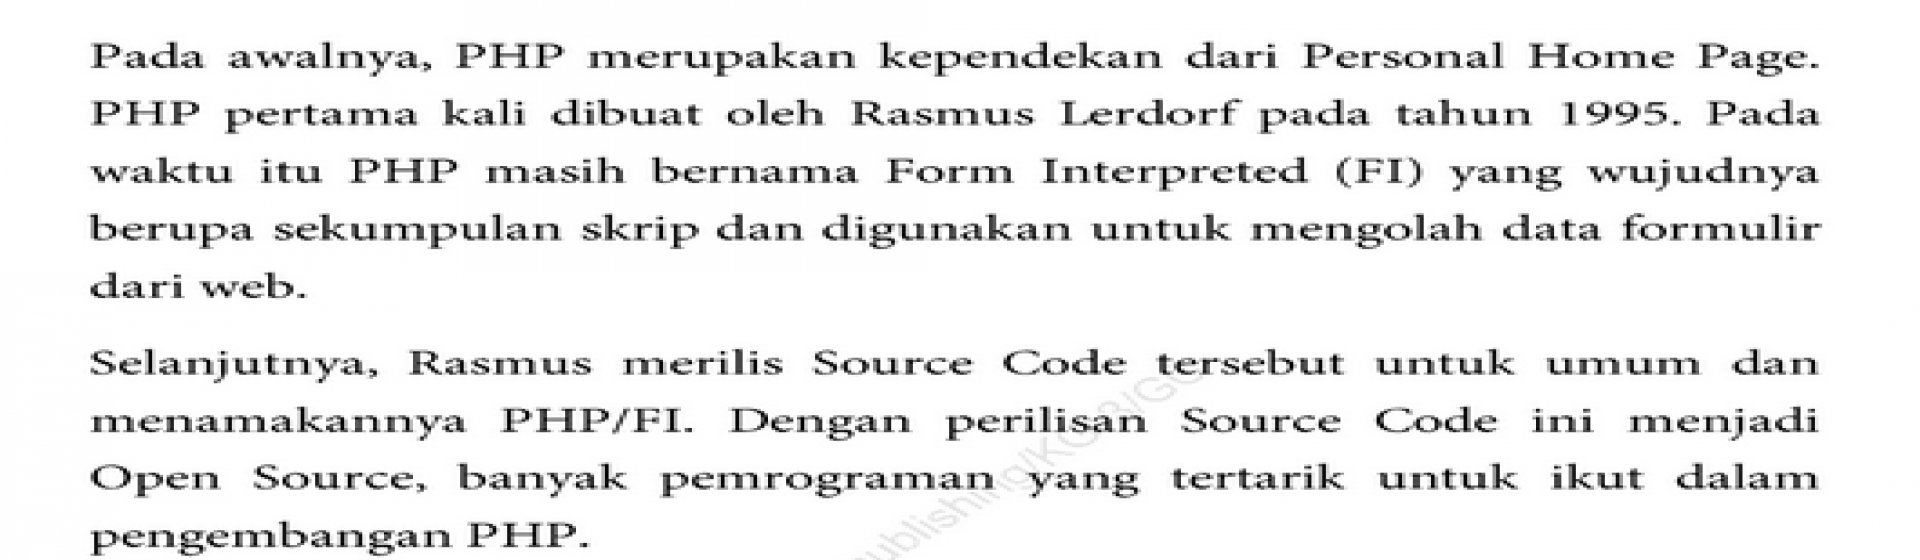 Pada awalnya, PHP merupakan kependekan dari Personal Home Page.
PHP pertama kali dibuat oleh Rasmus Lerdorf pada tahun 1995. Pada
waktu itu PHP masih bernama Form Interpreted (FI) yang wujudnya
berupa sekumpulan skrip dan digunakan untuk mengolah data formulir
dari web.
Selanjutnya, Rasmus merilis Source Code tersebut untuk umum dan
menamakannya PHP/FI. Dengan perilisan Source Code ini menjadi
Open Source, banyak pemrograman yang tertarik untuk ikut dalam
pengembangan PHP.